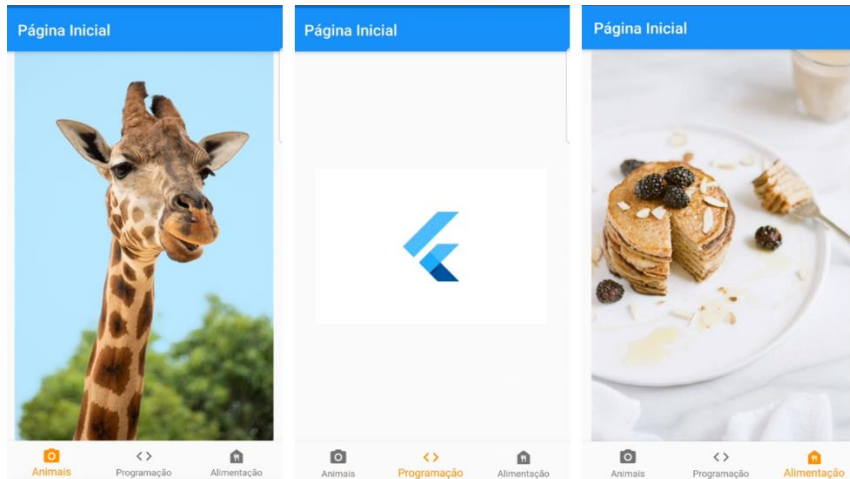 Página Inicial
Animais
Programação
Alimentação
Página Inicial
Animais
Programação
Alimentação
Página Inicial
Animais
Programação
Alimentação